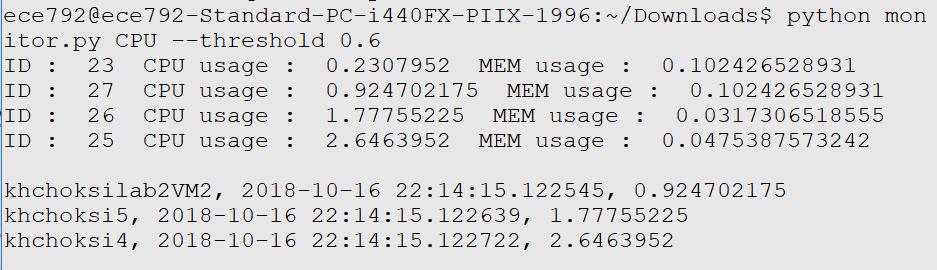 ece792@ece792-Standard-PC-i440FX-PIIX-1996:~/Downloads$ python mon
itor.py CPU --threshold 0.6
ID :  23  CPU usage :  0.2307952  MEM usage :  0.102426528931
ID :  27  CPU usage :  0.924702175  MEM usage :  0.102426528931
ID :  26  CPU usage :  1.77755225  MEM usage :  0.0317306518555
ID :  25  CPU usage :  2.6463952  MEM usage :  0.0475387573242
khchoksilab2VM2, 2018-10-16 22:14:15.122545, 0.924702175
khchoksi5, 2018-10-16 22:14:15.122639, 1.77755225
khchoksi4, 2018-10-16 22:14:15.122722, 2.6463952